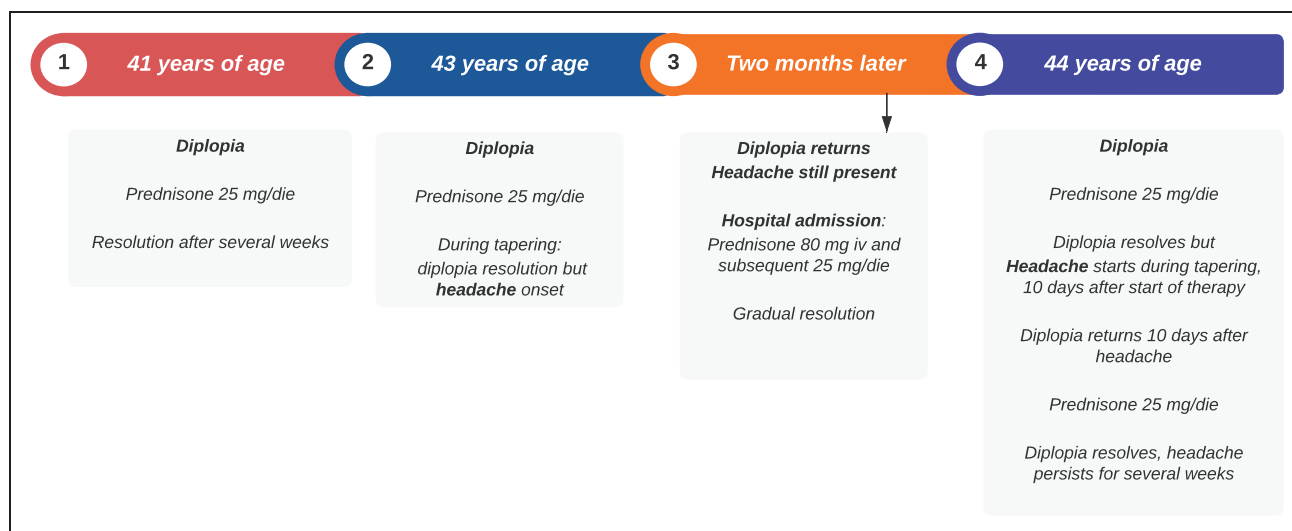 1
41 years of age
2
43 years of age
3
Two months later
4
44 years of age
Diplopia
Prednisone 25 mg/die
Resolution after several weeks
Diplopia
Prednisone 25 mg/die
During tapering:
diplopia resolution but
headache onset
Diplopia returns
Headache still present
Hospital admission:
Prednisone 80 mg iv and
subsequent 25 mg/die
Gradual resolution
Diplopia
Prednisone 25 mg/die
Diplopia resolves but
Headache starts during tapering,
10 days after start of therapy
Diplopia returns 10 days after
headache
Prednisone 25 mg/die
Diplopia resolves, headache
persists for several weeks